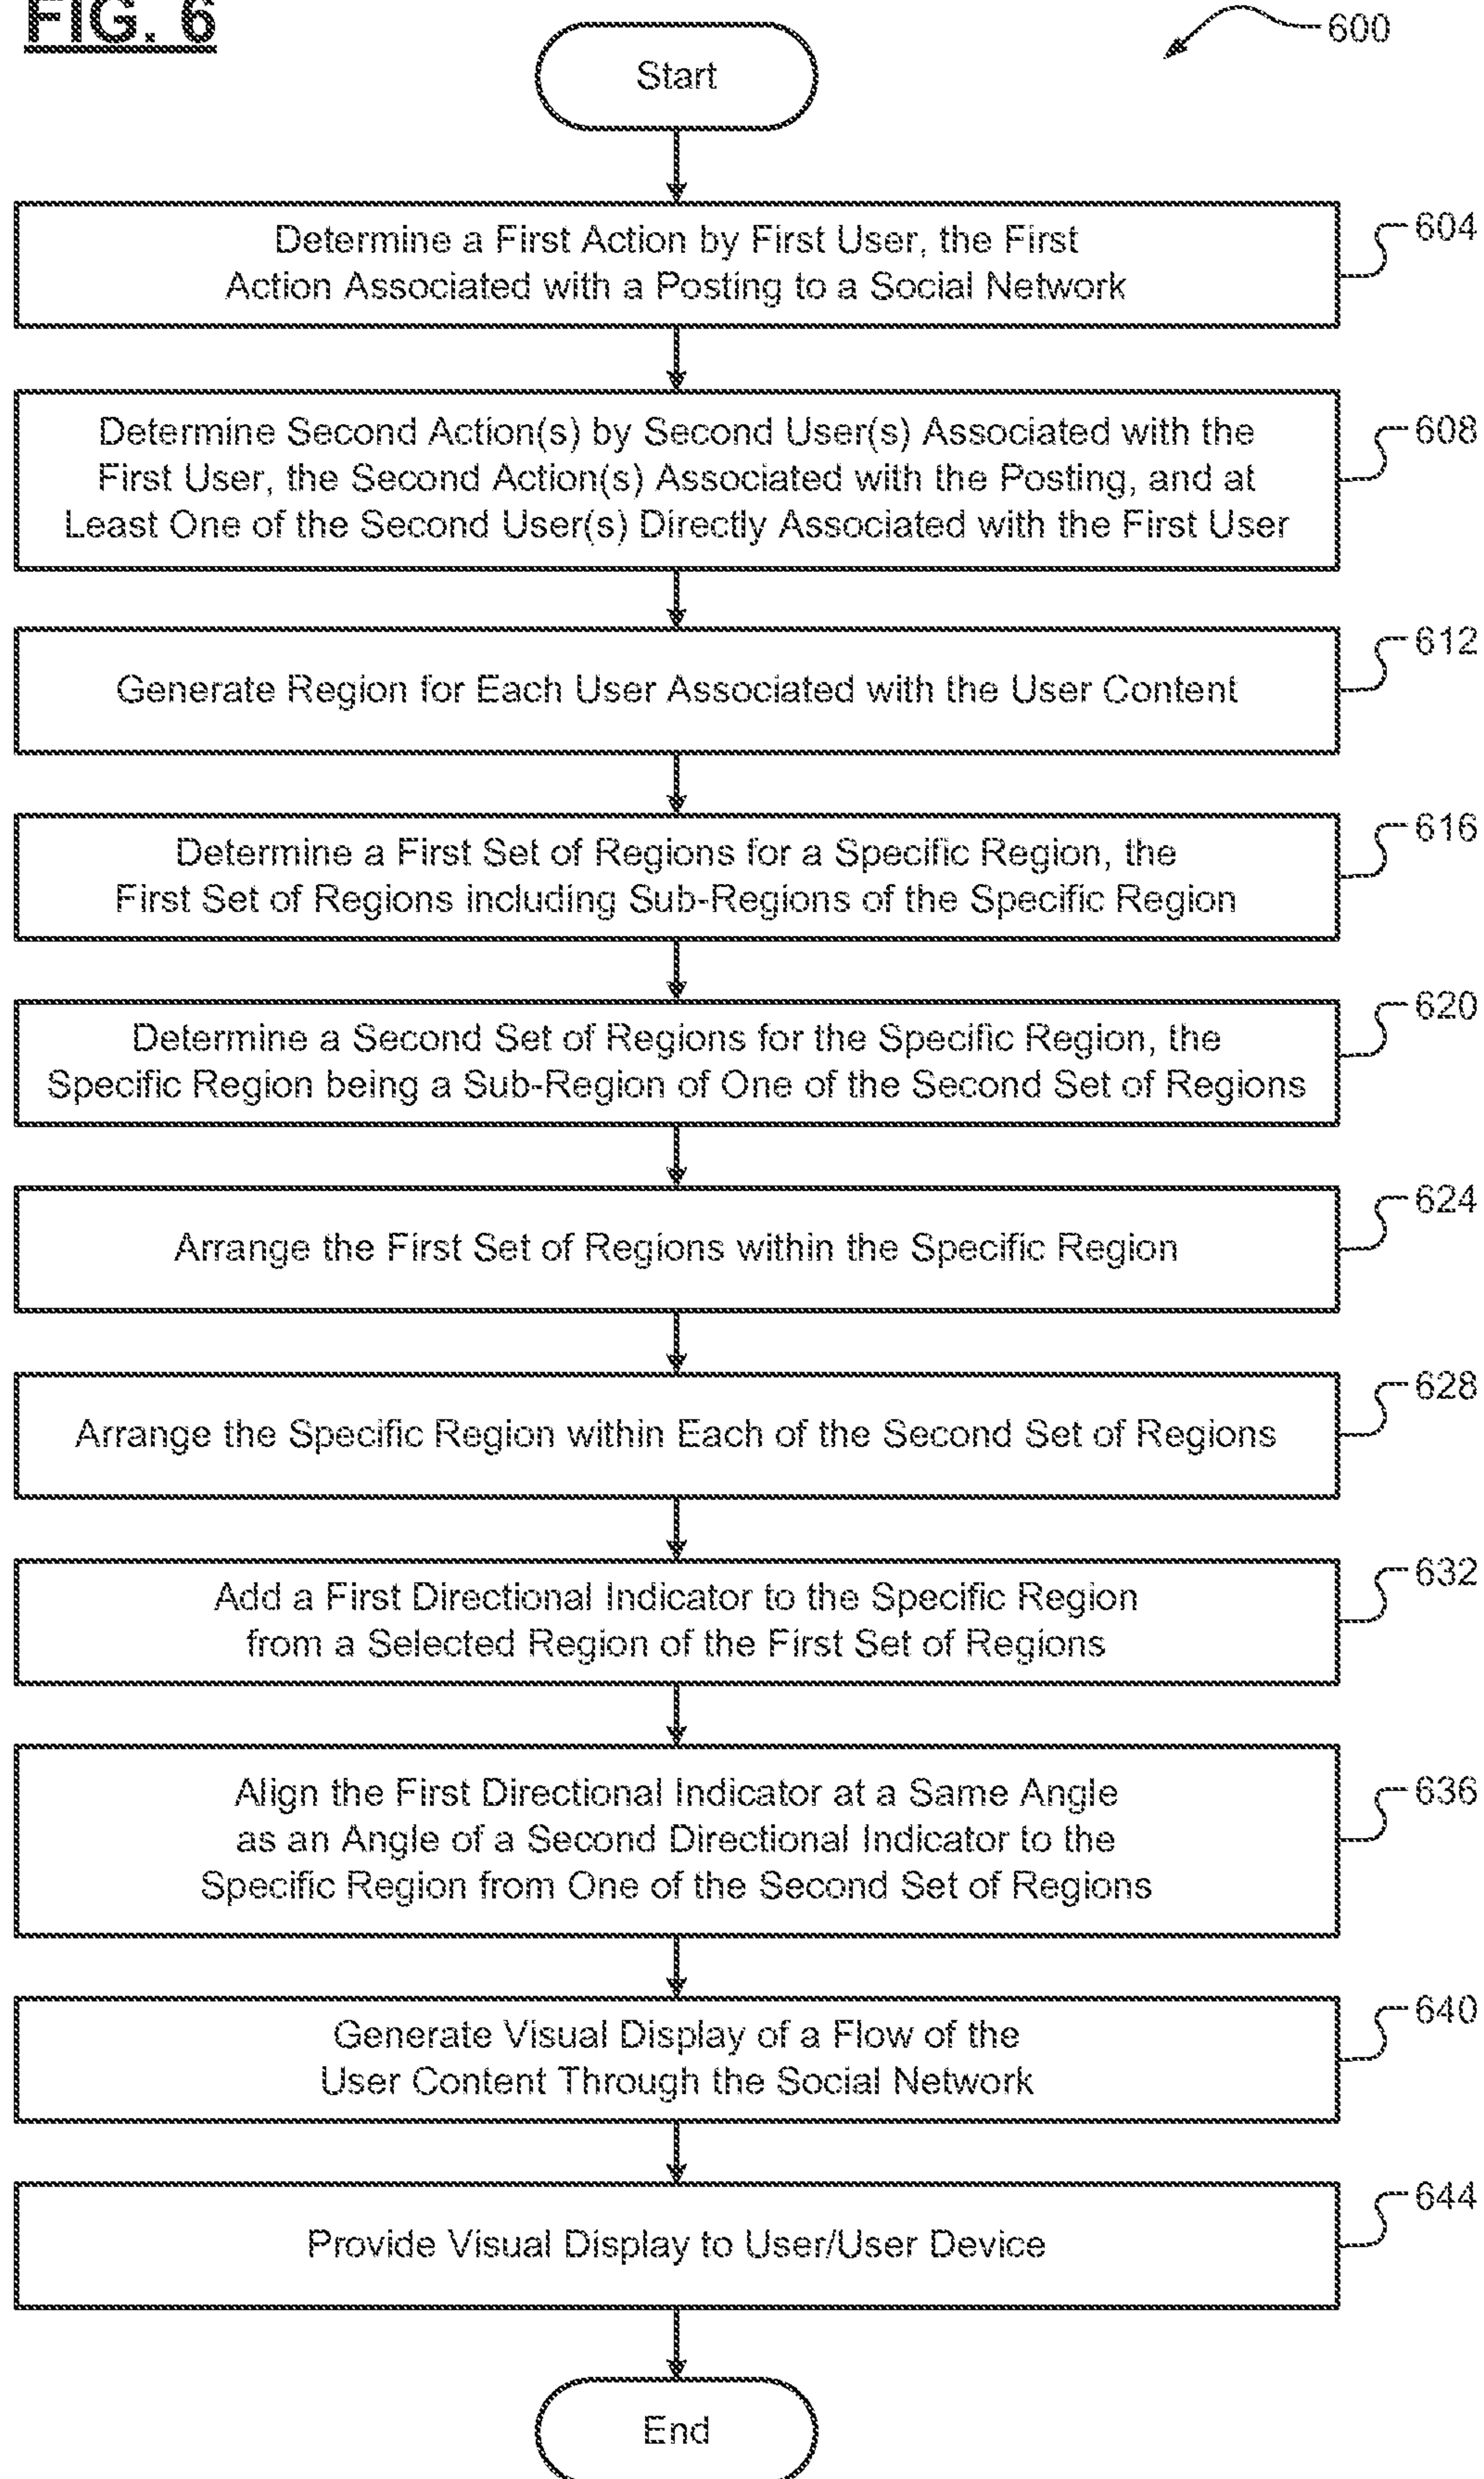 FIG. 6
600
Start
Determine a First Action by First User, the First
Action Associated with a Posting to a Social Network
604
Determine Second Action(s) by Second User(s) Associated with the
First User, the Second Action(s) Associated with the Posting, and at
Least One of the Second User(s) Directly Associated with the First User
608
Generate Region for Each User Associated with the User Content
612
Determine a First Set of Regions for a Specific Region, the
First Set of Regions including Sub-Regions of the Specific Region
616
Determine a Second Set of Regions for the Specific Region, the
Specific Region being a Sub-Region of One of the Second Set of Regions
620
Arrange the First Set of Regions within the Specific Region
624
Arrange the Specific Region within Each of the Second Set of Regions
628
Add a First Directional Indicator to the Specific Region
from a Selected Region of the First Set of Regions
632
Align the First Directional Indicator at a Same Angle
as an Angle of a Second Directional Indicator to the
Specific Region from One of the Second Set of Regions
636
Generate Visual Display of a Flow of the
User Content Through the Social Network
640
Provide Visual Display to User/User Device
644
End